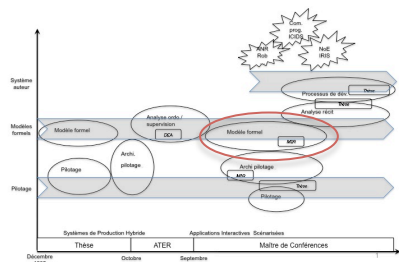 Com.
prog.
ICIDS
ANR
Rob
NoE
IRIS
Système
auteur
Processus de dév.
Thèse
Thèse
Analyse récit
Modèles
formels
Modèle formel
Analyse ordo /
supervision
DEA
Modèle formel
M2R
Archi.
pilotage
Archi pilotage
M2R
Pilotage
Pilotage
Thèse
Pilotage
Systèmes de Production Hybride
Applications Interactives Scénarisées
Thèse
ATER
Maître de Conférences
Décembre
Octobre
Septembre